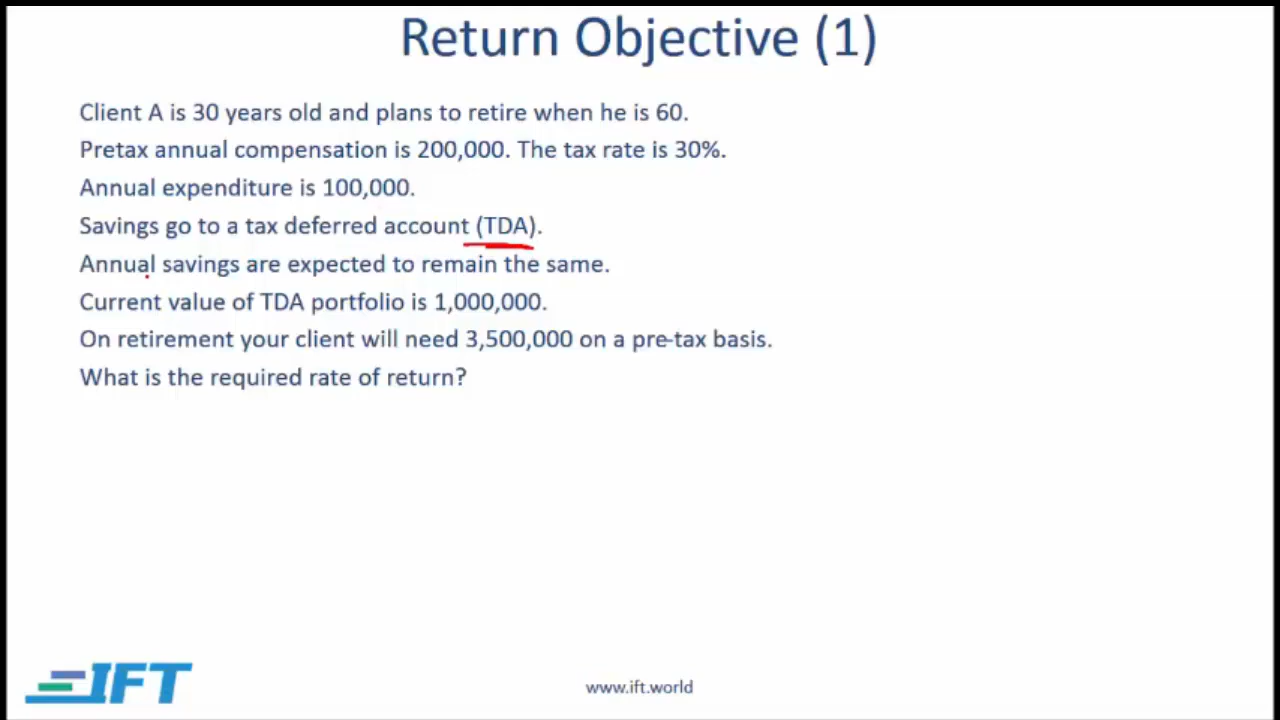 Return Objective (1)
Client A is 30 years old and plans to retire when he is 60.
Pretax annual compensation is 200,000. The tax rate is 30%.
Annual expenditure is 100,000.
Savings go to a tax deferred account (TDA).
Annual savings are expected to remain the same.
Current value of TDA portfolio is 1,000,000.
On retirement your client will need 3,500,000 on a pre-tax basis.
What is the required rate of return?
IFT
www.ift.world